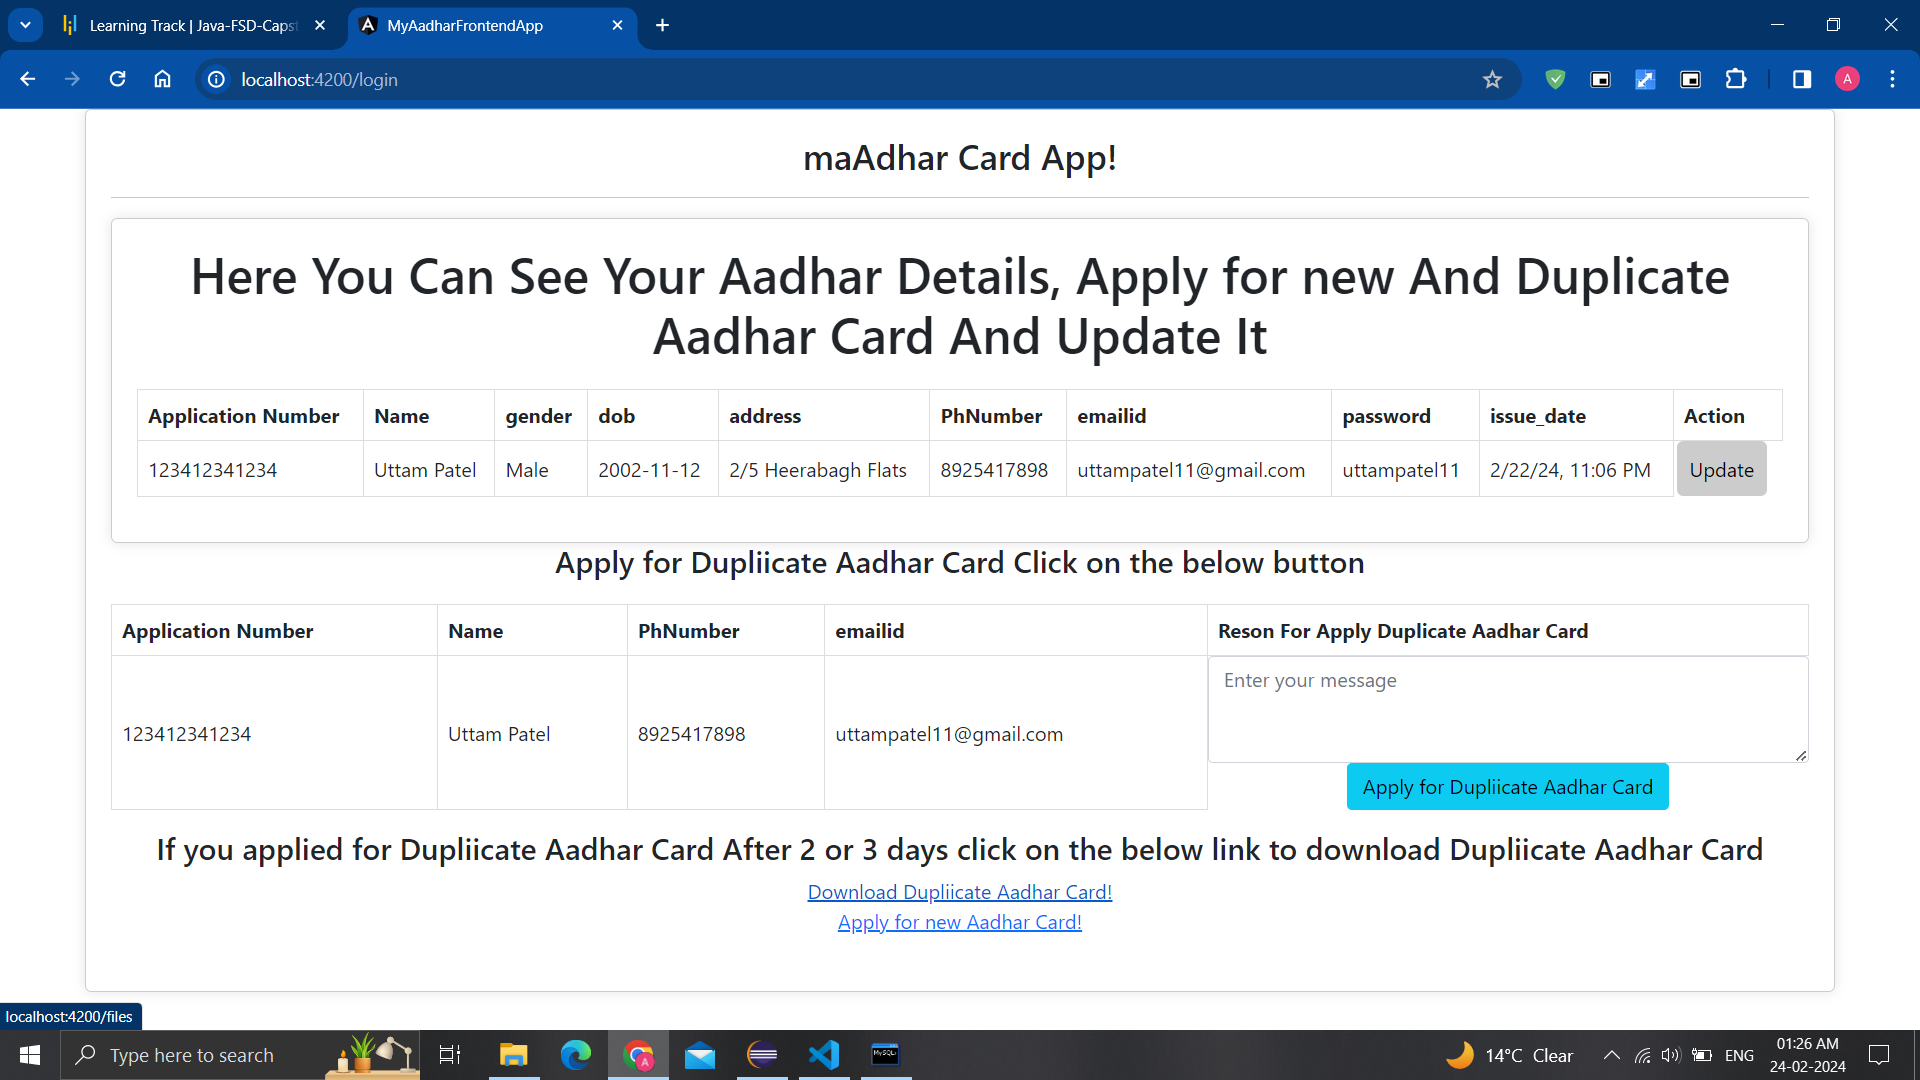 Learning Track | Java-FSD-Capst
MyAadharFrontendApp
localhost:4200/login
A
maAdhar Card App!
Here You Can See Your Aadhar Details, Apply for new And Duplicate
Aadhar Card And Update It
Application Number Name gender dob address PhNumber emailid password issue_date Action
123412341234 Uttam Patel Male 2002-11-12 2/5 Heerabagh Flats 8925417898 uttampatel11@gmail.com uttampatel11 2/22/24, 11:06 PM Update
Apply for Dupliicate Aadhar Card Click on the below button
Application Number Name PhNumber emailid Reson For Apply Duplicate Aadhar Card
Enter your message
123412341234 Uttam Patel 8925417898 uttampatel11@gmail.com
Apply for Dupliicate Aadhar Card
If you applied for Dupliicate Aadhar Card After 2 or 3 days click on the below link to download Dupliicate Aadhar Card
Download Dupliicate Aadhar Card!
Apply for new Aadhar Card!
localhost:4200/files
Type here to search
A
MySQL
14°C Clear
ENG
01:26 AM
24-02-2024